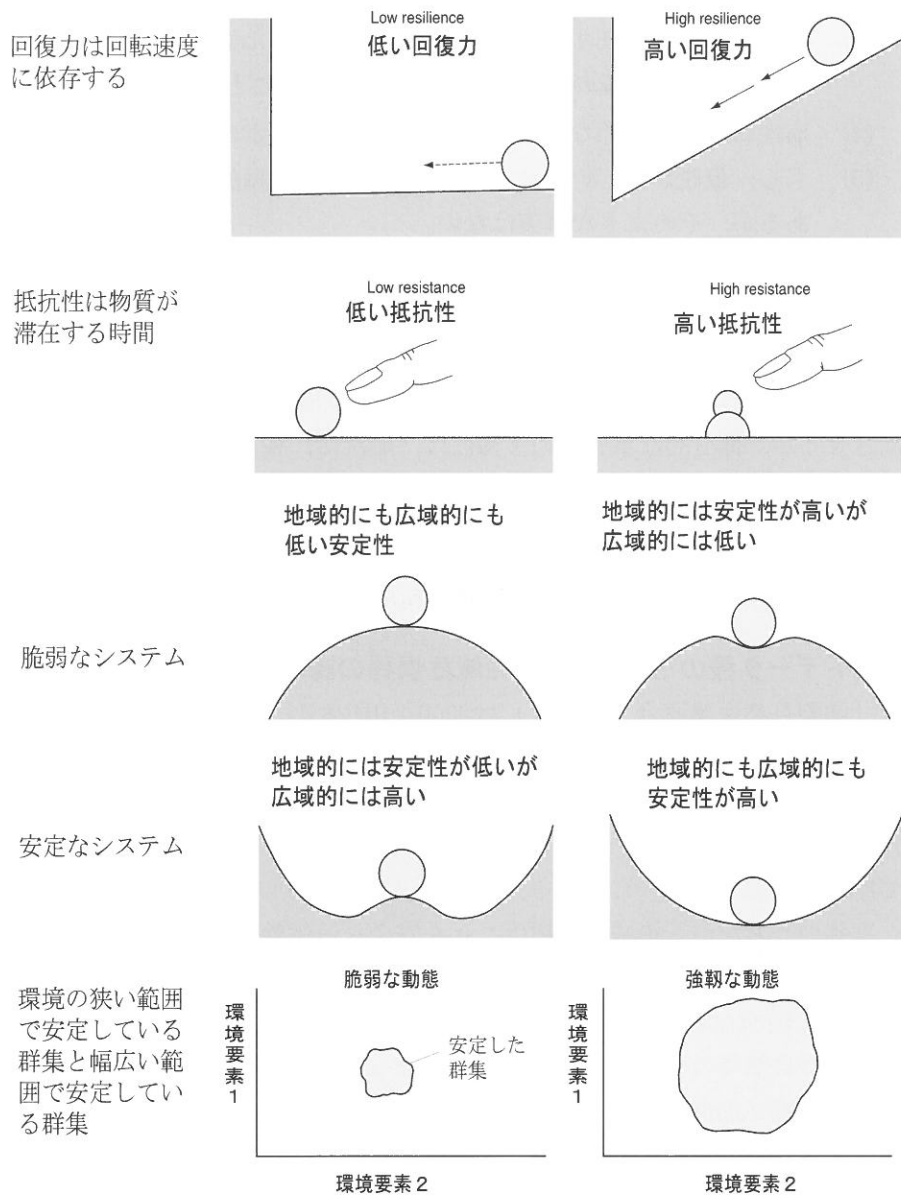 回復力は回転速度
に依存する
Low resilience
低い回復力
High resilience
高い回復力
抵抗性は物質が
滞在する時間
Low resistance
低い抵抗性
High resistance
高い抵抗性
地域的にも広域的にも
低い安定性
地域的には安定性が高いが
広域的には低い
脆弱なシステム
地域的には安定性が低いが
広域的には高い
地域的にも広域的にも
安定性が高い
安定なシステム
環境の狭い範囲
で安定している
群集と幅広い範
囲で安定してい
る群集
脆弱な動態
環境要素1
安定した
群集
環境要素2
強靱な動態
環境要素1
環境要素2